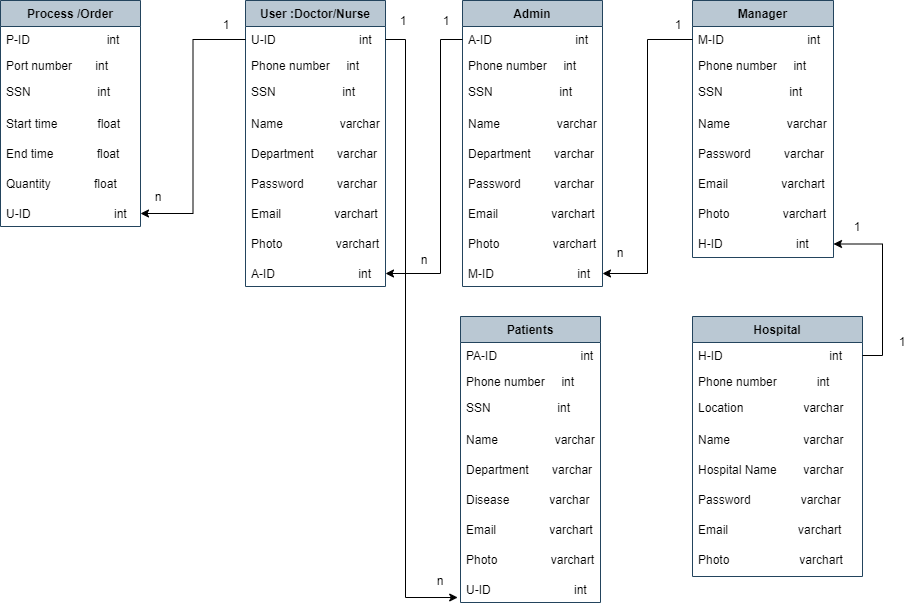 Process /Order
P-ID int
Port number int
SSN int
Start time float
End time float
Quantity float
U-ID int
n
1
User :Doctor/Nurse
U-ID int
Phone number int
SSN int
Name varchar
Department varchar
Password varchar
Email varchart
Photo varchart
A-ID int
1
1
n
Admin
A-ID int
Phone number int
SSN int
Name varchar
Department varchar
Password varchar
Email varchart
Photo varchart
M-ID int
1
n
Manager
M-ID int
Phone number int
SSN int
Name varchar
Password varchar
Email varchart
Photo varchart
H-ID int
1
1
Patients
PA-ID int
Phone number int
SSN int
Name varchar
Department varchar
Disease varchar
Email varchart
Photo varchart
U-ID int
n
Hospital
H-ID int
Phone number int
Location varchar
Name varchar
Hospital Name varchar
Password varchar
Email varchart
Photo varchart